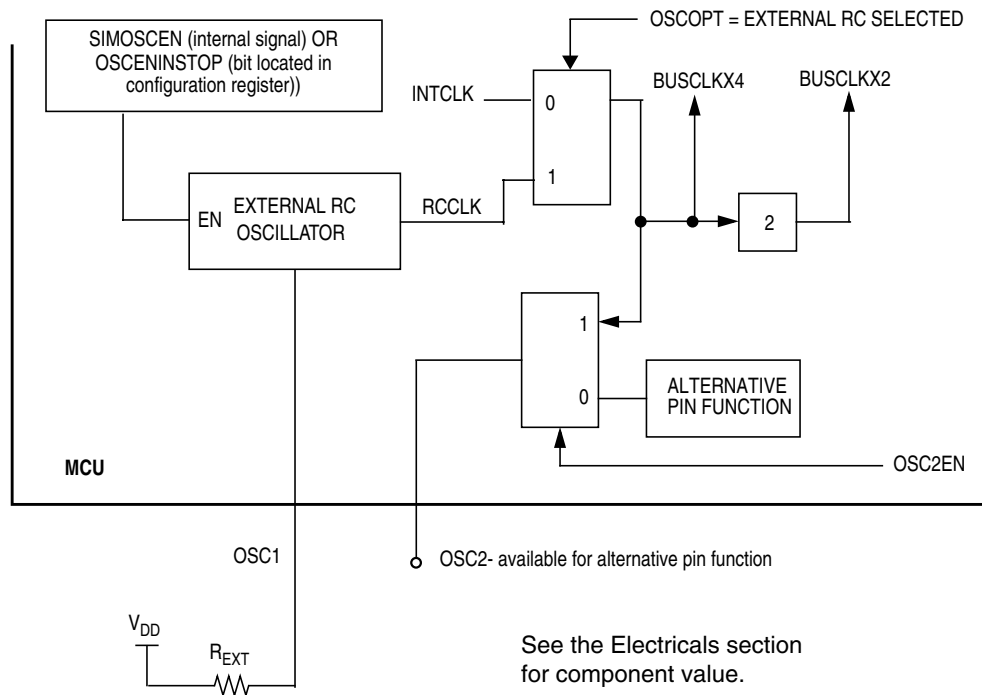 OSCOPT = EXTERNAL RC SELECTED
SIMOSCEN (internal signal) OR
OSCENINSTOP (bit located in
configuration register))
INTCLK
0
1
BUSCLKX4
BUSCLKX2
EN
EXTERNAL RC
OSCILLATOR
RCCLK
2
1
0
ALTERNATIVE
PIN FUNCTION
MCU
OSC2EN
OSC1
OSC2- available for alternative pin function
VDD
REXT
See the Electricals section
for component value.